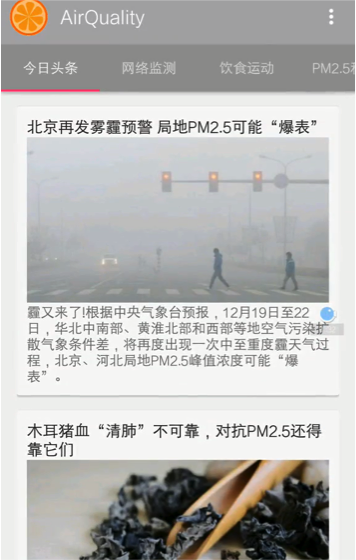 AirQuality
今日头条
网络监测
饮食运动
PM2.5
北京再发雾霾预警 局地PM2.5可能“爆表”
霾又来了!根据中央气象台预报，12月19日至22
日，华北中南部、黄淮北部和西部等地空气污染扩
散气象条件差，将再度出现一次中至重度霾天气过
程，北京、河北局地PM2.5峰值浓度可能“爆
表”。
木耳猪血“清肺”不可靠，对抗PM2.5还得
靠它们